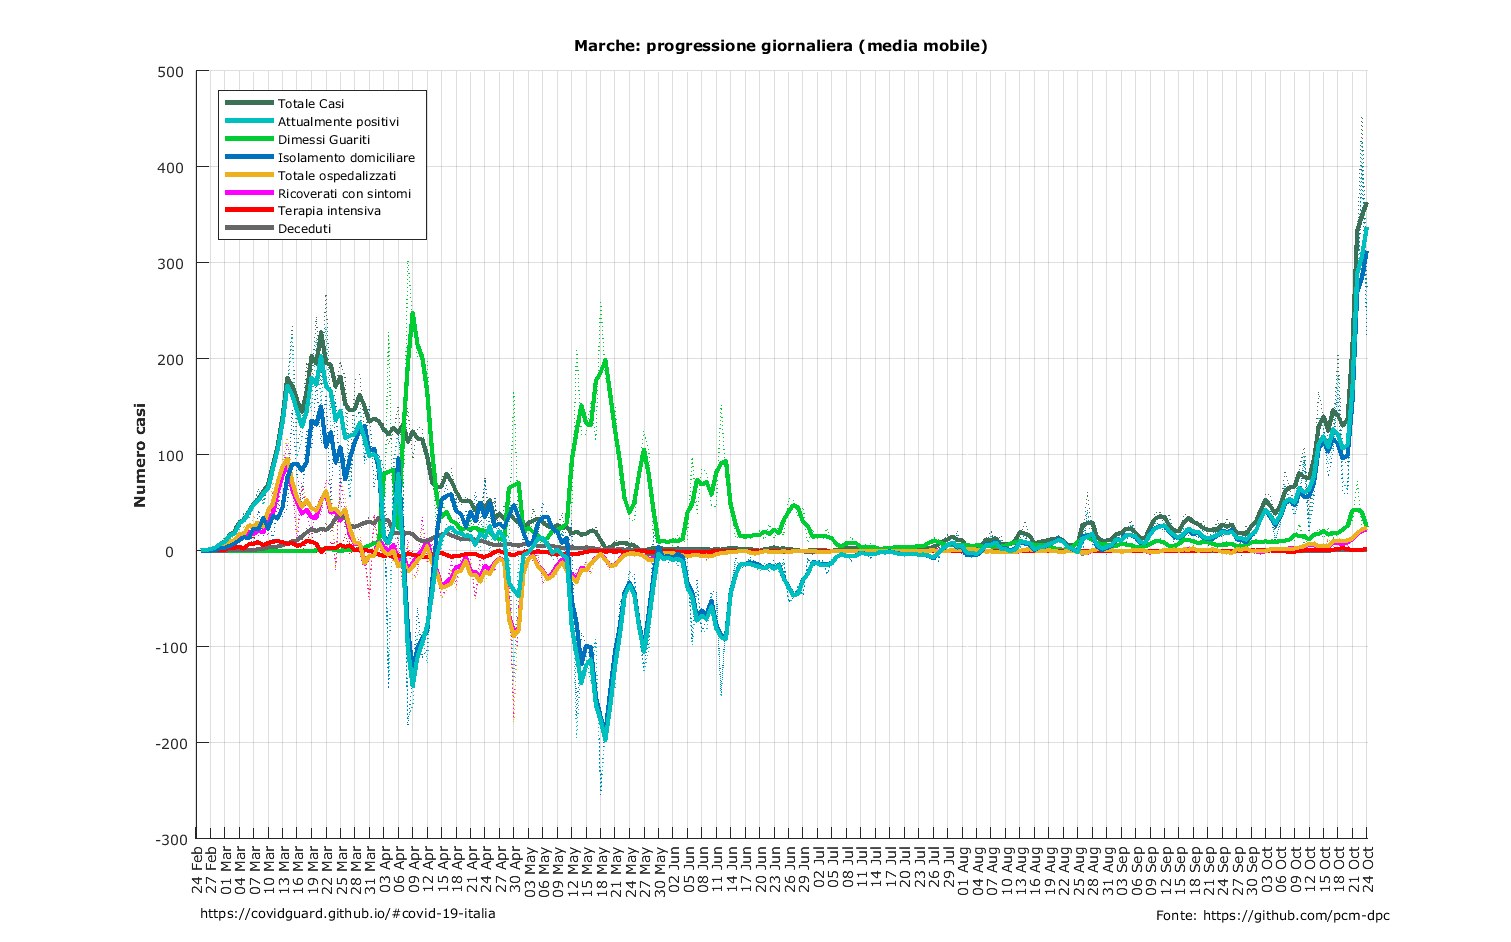 Marche: progressione giornaliera (media mobile)
500
400
300
200
100
0
-100
-200
-300
Numero casi
Totale Casi
Attualmente positivi
Dimessi Guariti
Isolamento domiciliare
Totale ospedalizzati
Ricoverati con sintomi
Terapia intensiva
Deceduti
24 Feb
27 Feb
01 Mar
04 Mar
07 Mar
10 Mar
13 Mar
16 Mar
19 Mar
22 Mar
25 Mar
28 Mar
31 Mar
03 Apr
06 Apr
09 Apr
12 Apr
15 Apr
18 Apr
21 Apr
24 Apr
27 Apr
30 Apr
03 May
06 May
09 May
12 May
15 May
18 May
21 May
24 May
27 May
30 May
02 Jun
05 Jun
08 Jun
11 Jun
14 Jun
17 Jun
20 Jun
23 Jun
26 Jun
29 Jun
02 Jul
05 Jul
08 Jul
11 Jul
14 Jul
17 Jul
20 Jul
23 Jul
26 Jul
29 Jul
01 Aug
04 Aug
07 Aug
10 Aug
13 Aug
16 Aug
19 Aug
22 Aug
25 Aug
28 Aug
31 Aug
03 Sep
06 Sep
09 Sep
12 Sep
15 Sep
18 Sep
21 Sep
24 Sep
27 Sep
30 Sep
03 Oct
06 Oct
09 Oct
12 Oct
15 Oct
18 Oct
21 Oct
24 Oct
https://covidguard.github.io/#covid-19-italia
Fonte: https://github.com/pcm-dpc